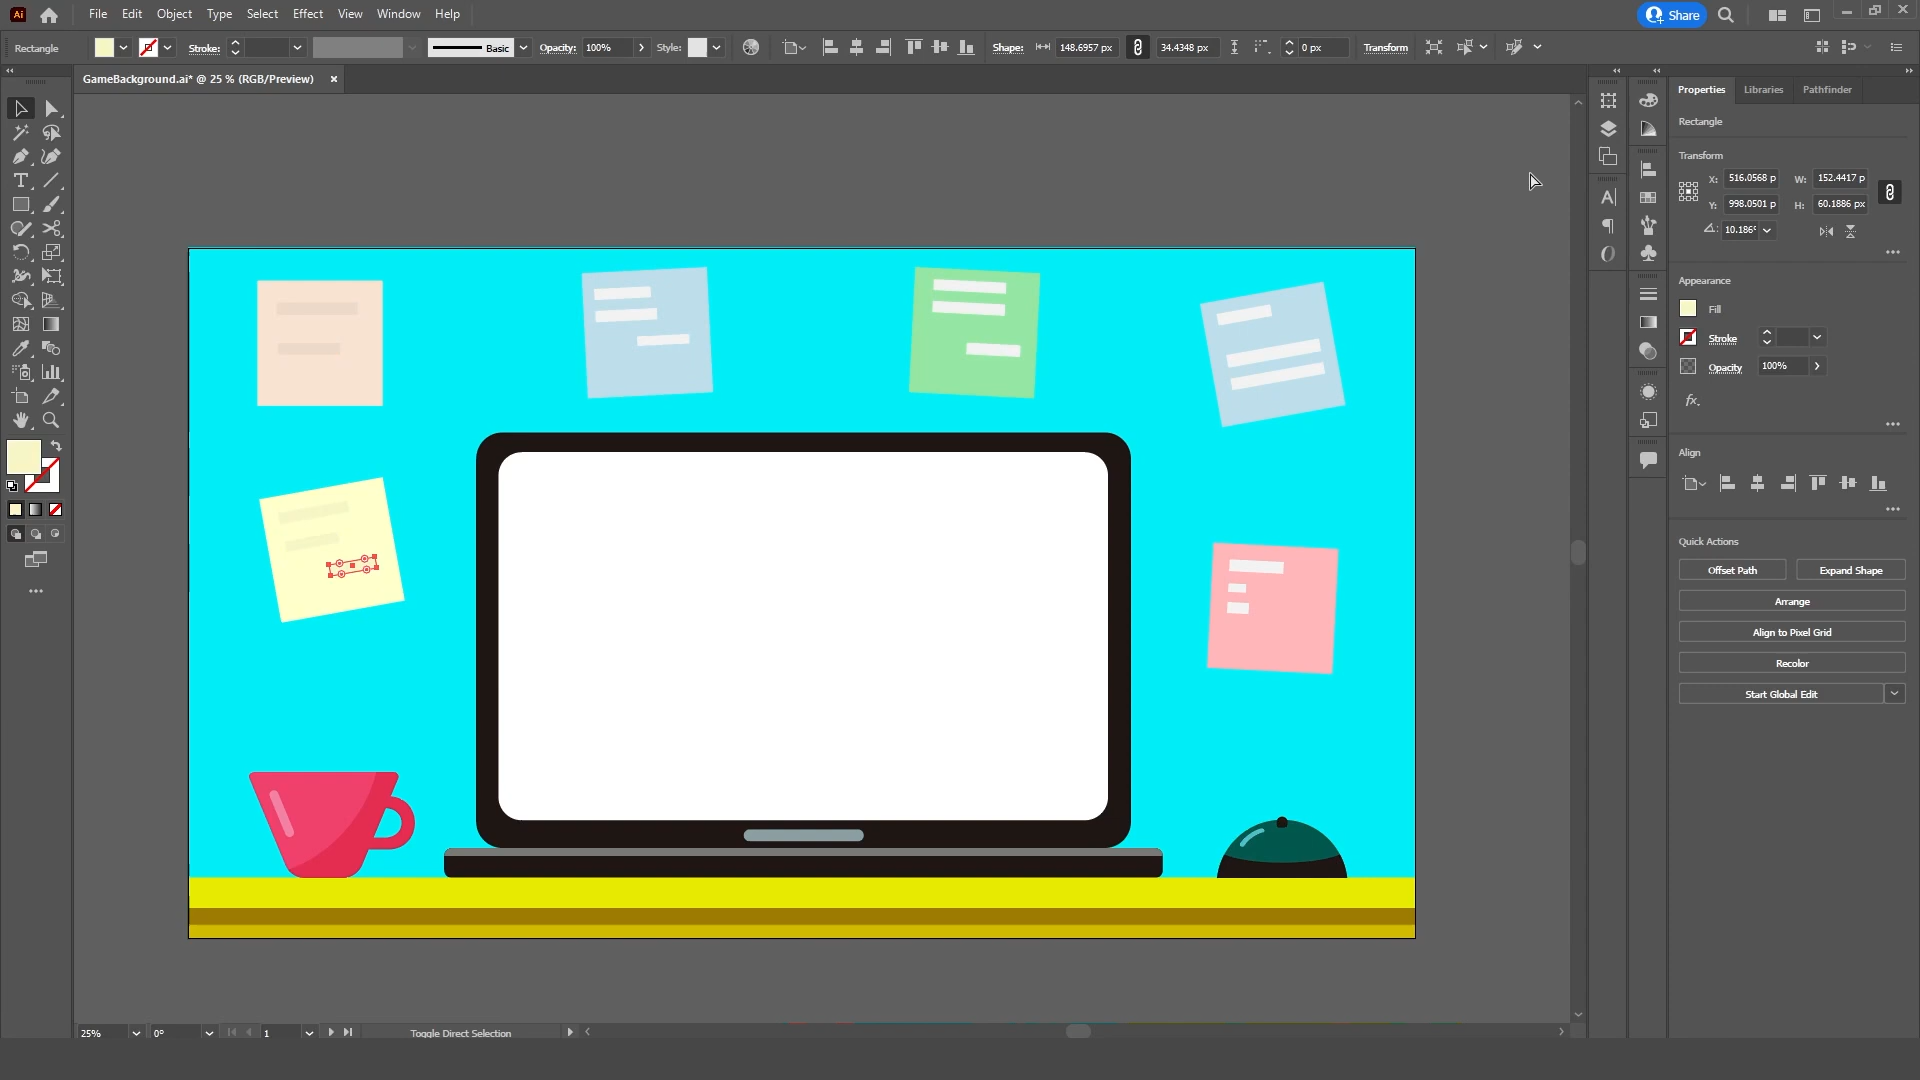 Ai File Edit Object Type Select Effect View Window Help Share
Rectangle Stroke: Basic Opacity: 100% Style: Shape: 148.6957 px 34.4348 px 0 px Transform
GameBackground.ai* @ 25 % (RGB/Preview)
Properties Libraries Pathfinder
Rectangle
Transform
X: 516.0568 p W: 152.4417 p
Y: 998.0501 p H: 60.1886 px
10.186°
Appearance
Fill
Stroke
Opacity 100%
fx.
Align
Quick Actions
Offset Path Expand Shape
Arrange
Align to Pixel Grid
Recolor
Start Global Edit
25% 0° 1 Toggle Direct Selection